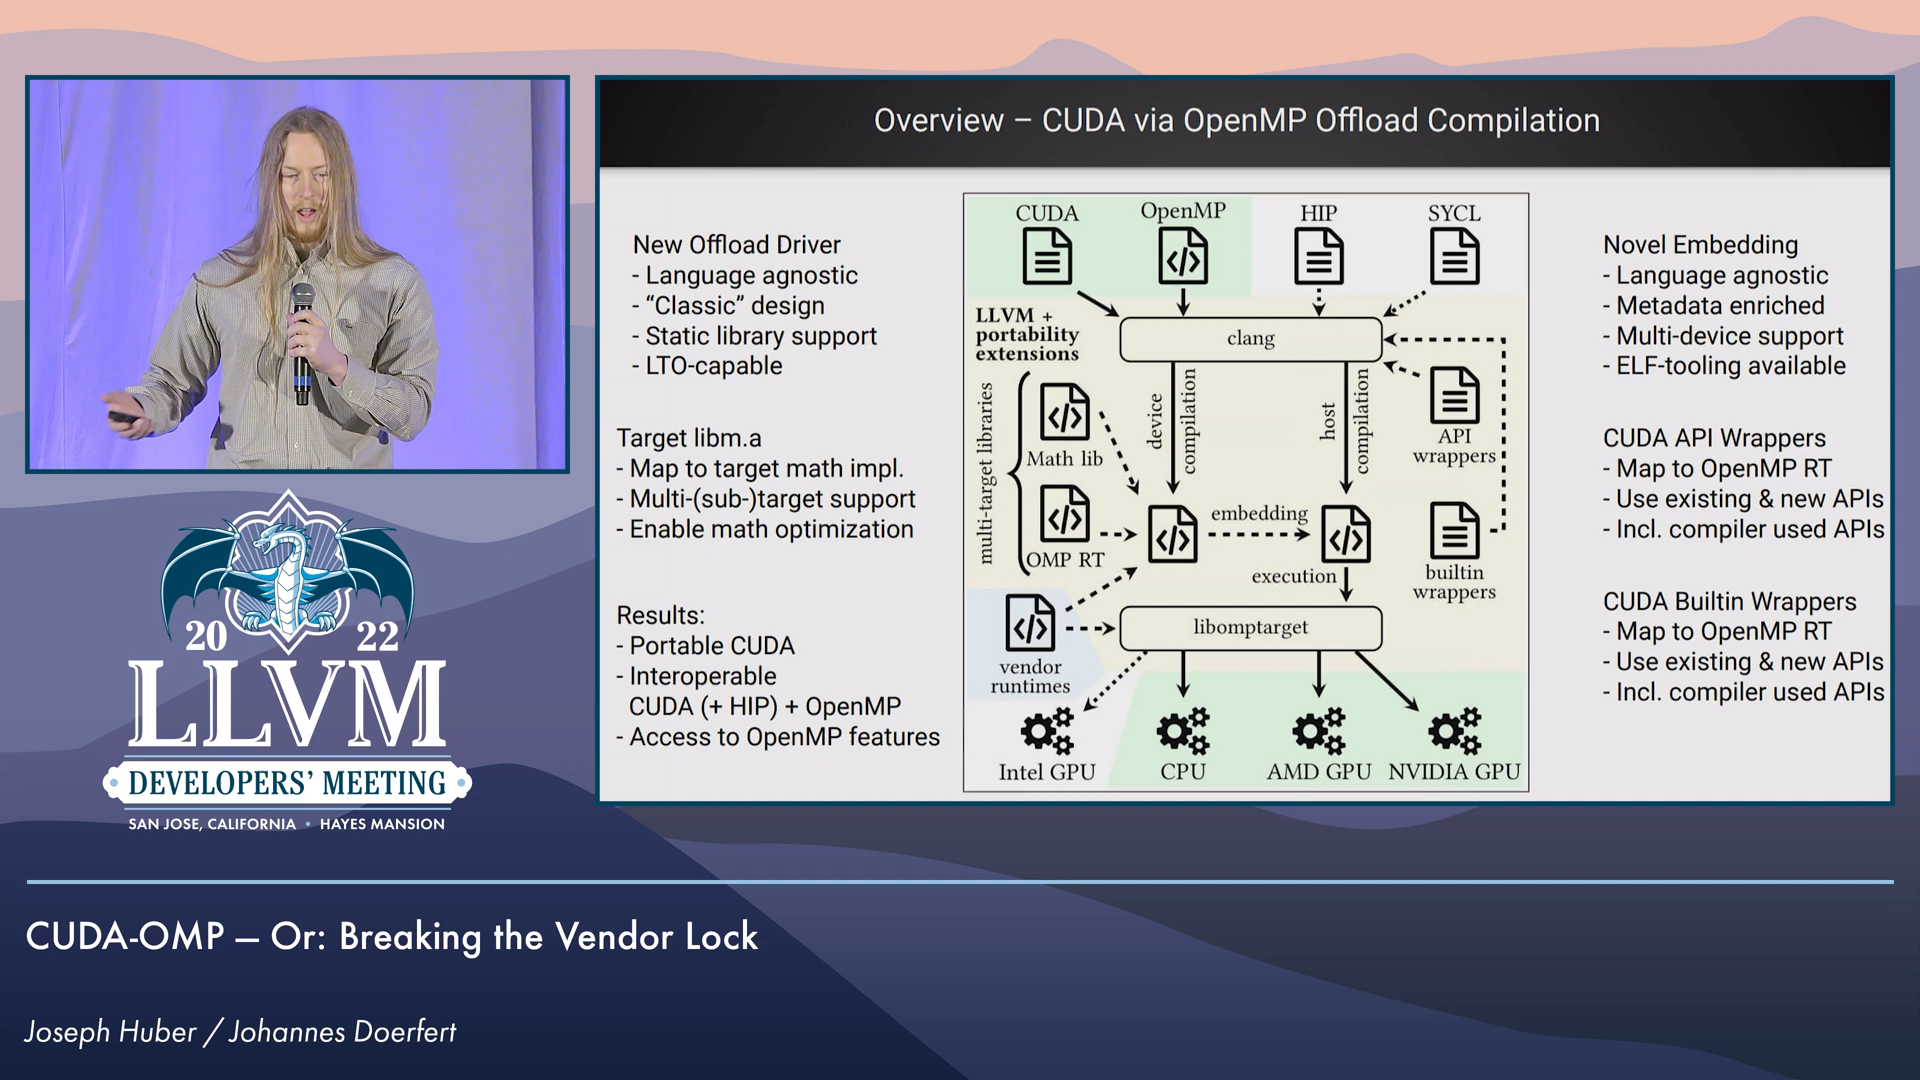 Overview – CUDA via OpenMP Offload Compilation
New Offload Driver
- Language agnostic
- “Classic” design
- Static library support
- LTO-capable
Target libm.a
- Map to target math impl.
- Multi-(sub-)target support
- Enable math optimization
Results:
- Portable CUDA
- Interoperable
CUDA (+ HIP) + OpenMP
- Access to OpenMP features
CUDA
OpenMP
HIP
SYCL
LLVM +
portability
extensions
clang
multi-target libraries
Math lib
OMP RT
device
compilation
host
compilation
API
wrappers
embedding
execution
builtin
wrappers
vendor
runtimes
libomptarget
Intel GPU
CPU
AMD GPU
NVIDIA GPU
Novel Embedding
- Language agnostic
- Metadata enriched
- Multi-device support
- ELF-tooling available
CUDA API Wrappers
- Map to OpenMP RT
- Use existing & new APIs
- Incl. compiler used APIs
CUDA Builtin Wrappers
- Map to OpenMP RT
- Use existing & new APIs
- Incl. compiler used APIs
20 22
LLVM
DEVELOPERS’ MEETING
SAN JOSE, CALIFORNIA • HAYES MANSION
CUDA-OMP — Or: Breaking the Vendor Lock
Joseph Huber / Johannes Doerfert